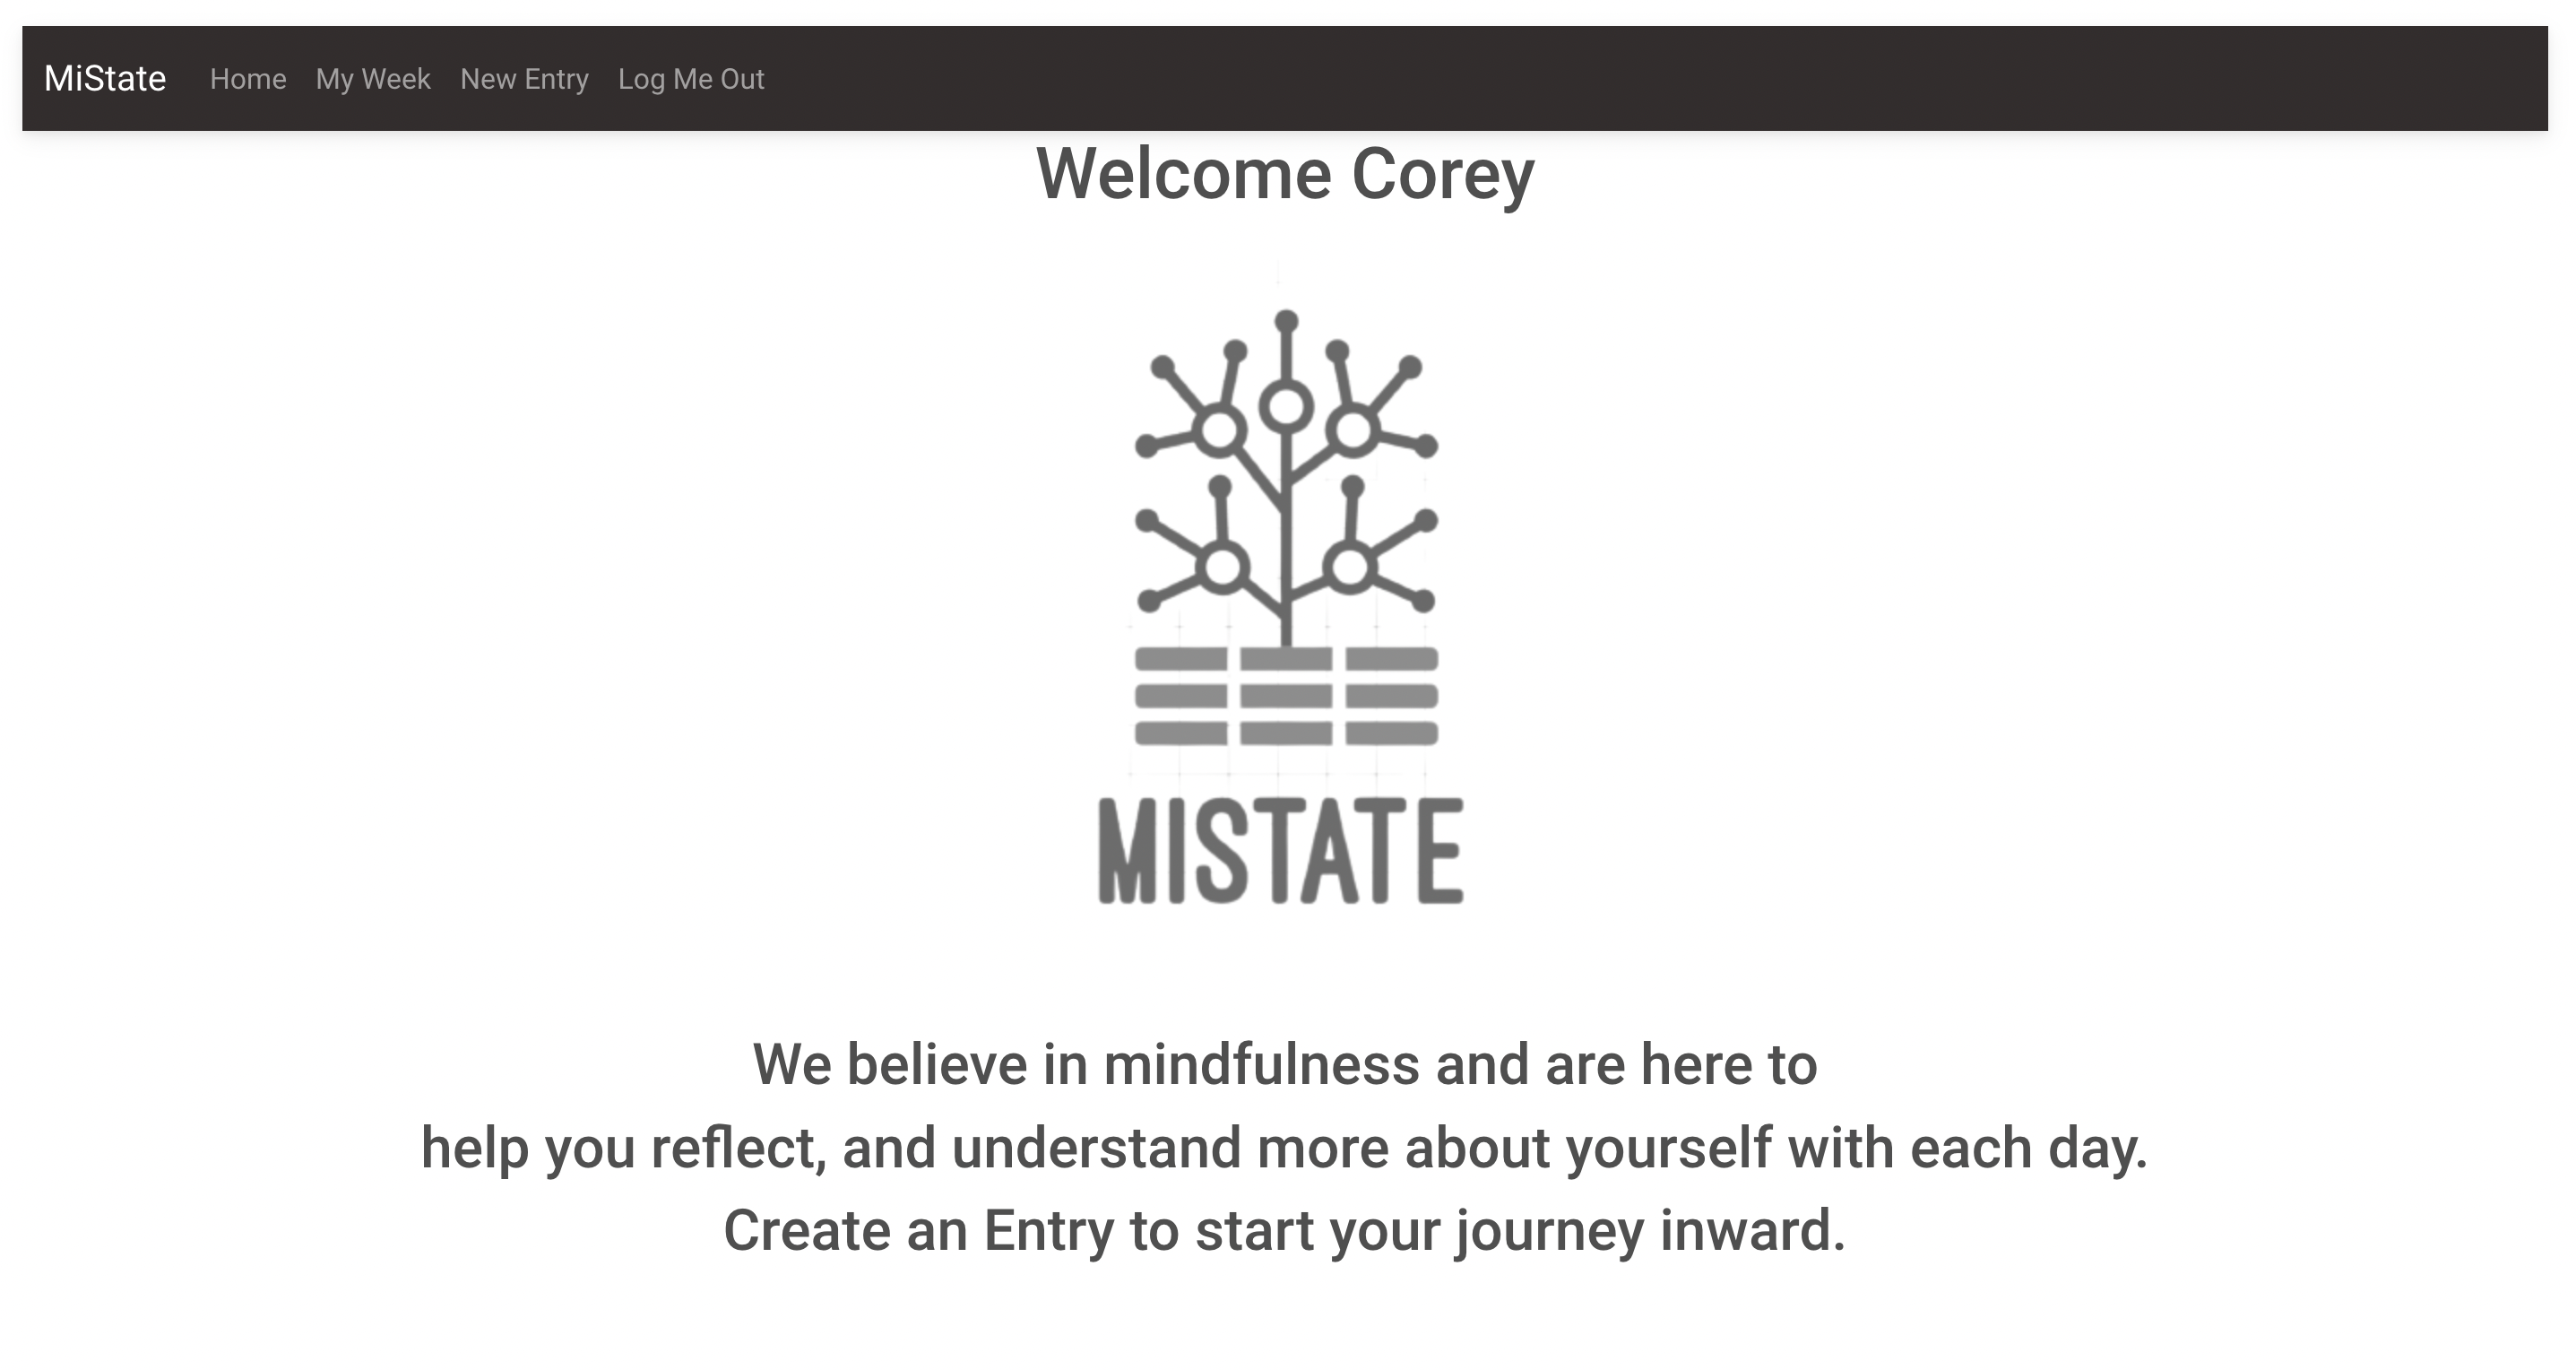 MiState Home My Week New Entry Log Me Out
Welcome Corey
MISTATE
We believe in mindfulness and are here to
help you reflect, and understand more about yourself with each day.
Create an Entry to start your journey inward.